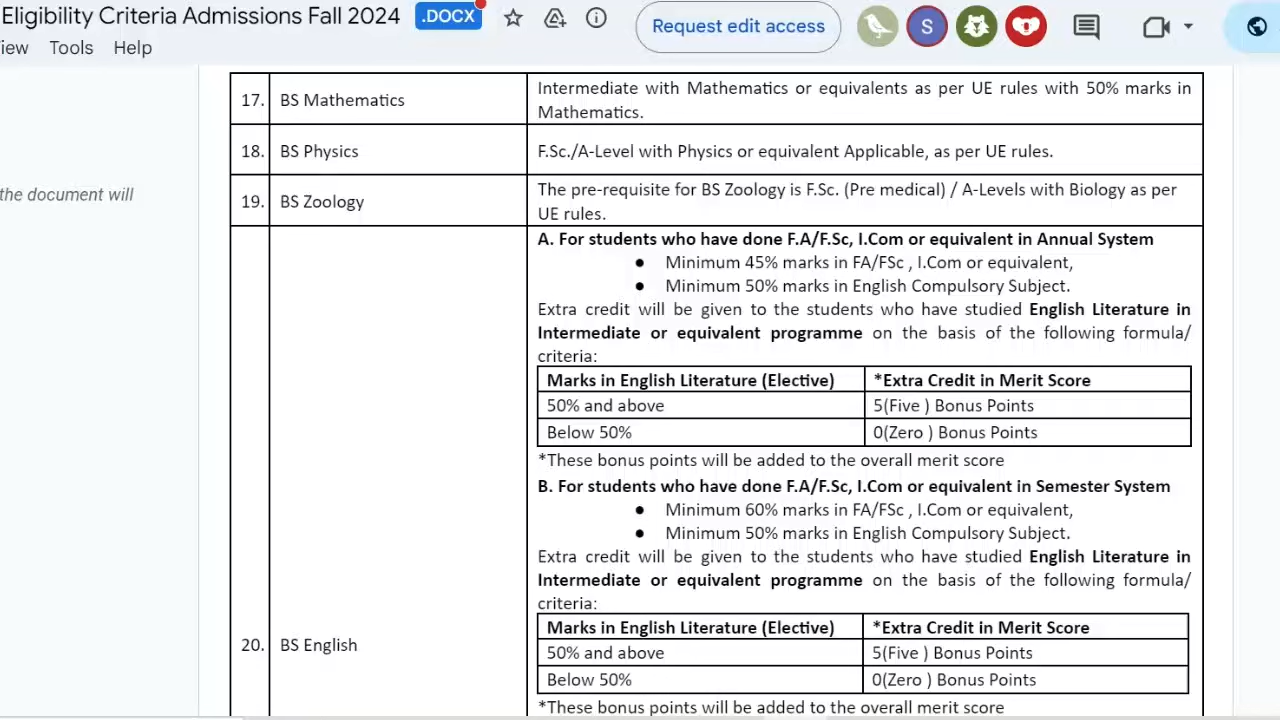 Eligibility Criteria Admissions Fall 2024 .DOCX Request edit access S
iew Tools Help
the document will
17. BS Mathematics Intermediate with Mathematics or equivalents as per UE rules with 50% marks in
Mathematics.
18. BS Physics F.Sc./A-Level with Physics or equivalent Applicable, as per UE rules.
19. BS Zoology The pre-requisite for BS Zoology is F.Sc. (Pre medical) / A-Levels with Biology as per
UE rules.
A. For students who have done F.A/F.Sc, I.Com or equivalent in Annual System
● Minimum 45% marks in FA/FSc , I.Com or equivalent,
● Minimum 50% marks in English Compulsory Subject.
Extra credit will be given to the students who have studied English Literature in
Intermediate or equivalent programme on the basis of the following formula/
criteria:
Marks in English Literature (Elective) *Extra Credit in Merit Score
50% and above 5(Five ) Bonus Points
Below 50% 0(Zero ) Bonus Points
*These bonus points will be added to the overall merit score
B. For students who have done F.A/F.Sc, I.Com or equivalent in Semester System
● Minimum 60% marks in FA/FSc , I.Com or equivalent,
● Minimum 50% marks in English Compulsory Subject.
Extra credit will be given to the students who have studied English Literature in
Intermediate or equivalent programme on the basis of the following formula/
criteria:
Marks in English Literature (Elective) *Extra Credit in Merit Score
20. BS English
50% and above 5(Five ) Bonus Points
Below 50% 0(Zero ) Bonus Points
*These bonus points will be added to the overall merit score